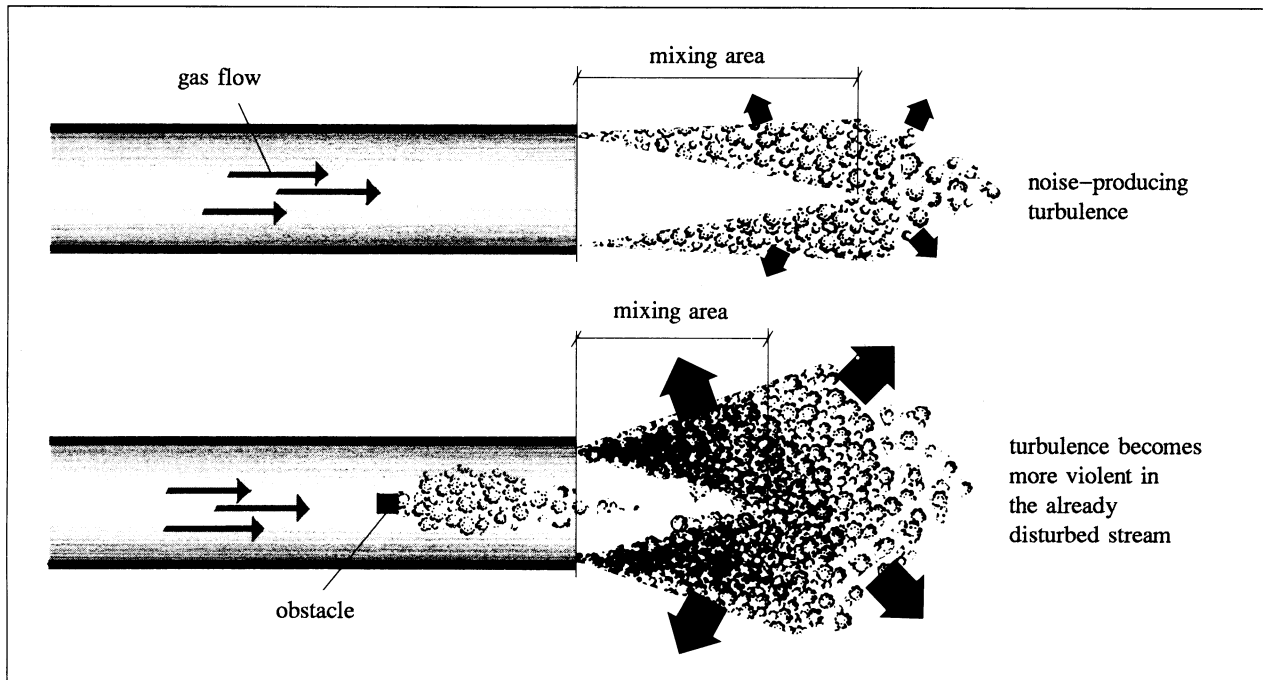 mixing area
gas flow
noise–producing
turbulence
mixing area
turbulence becomes
more violent in
the already
disturbed stream
obstacle